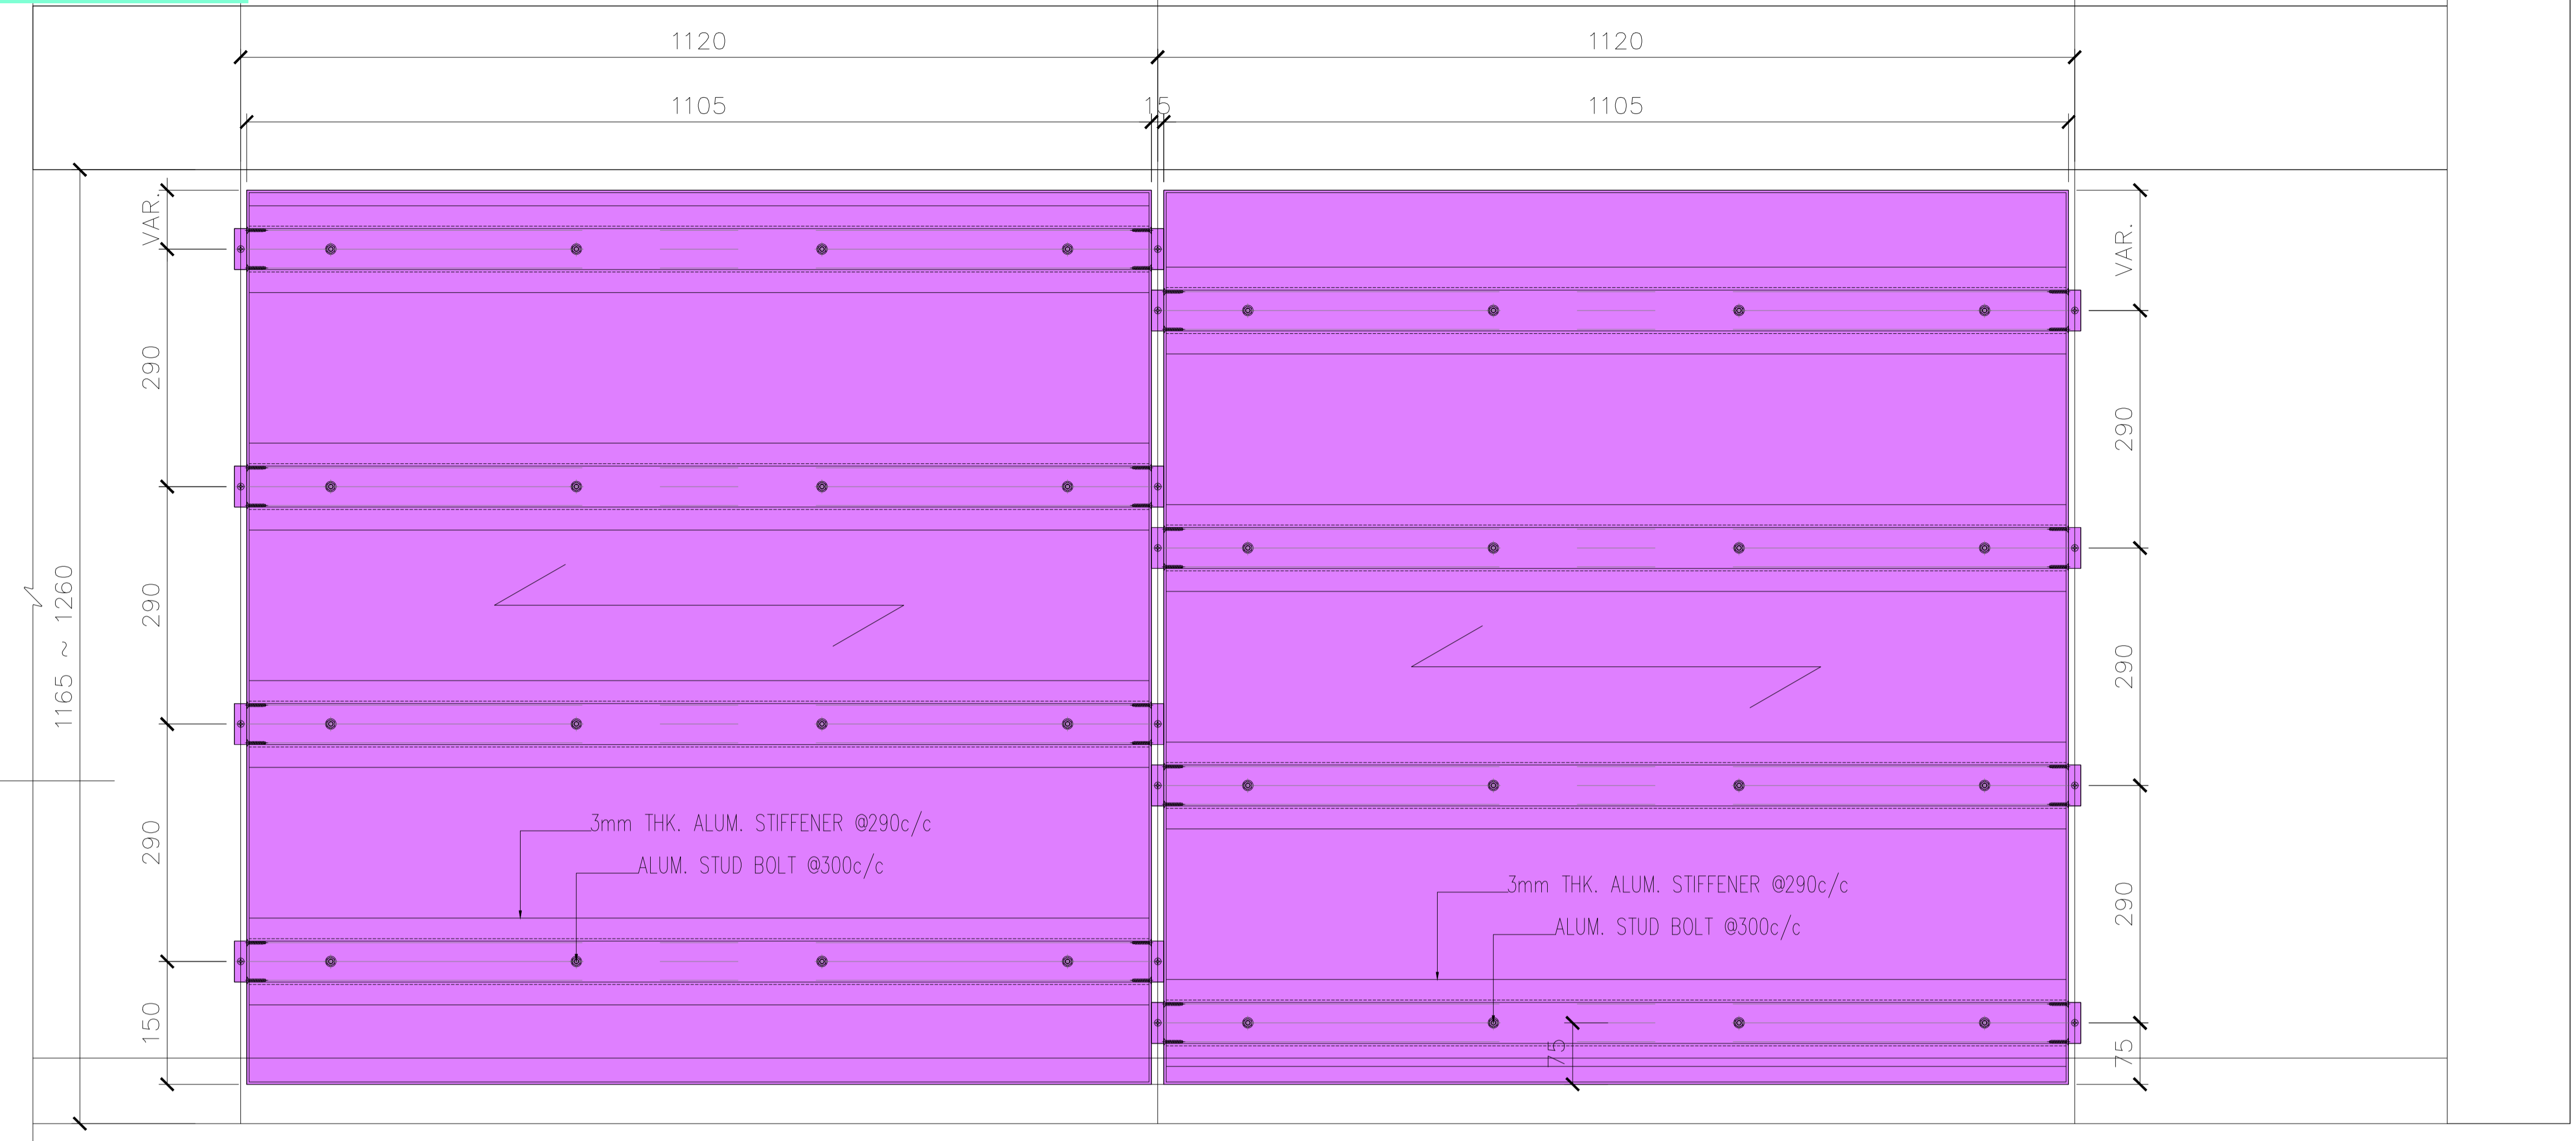 1120
1120
1105
15
1105
VAR.
VAR.
290
290
290
290
1165 ~ 1260
290
290
3mm THK. ALUM. STIFFENER @290c/c
ALUM. STUD BOLT @300c/c
3mm THK. ALUM. STIFFENER @290c/c
ALUM. STUD BOLT @300c/c
150
75
75